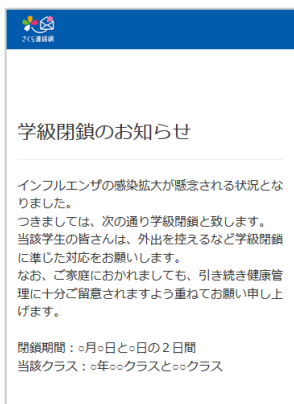 さくら連絡網
学級閉鎖のお知らせ
インフルエンザの感染拡大が懸念される状況とな
りました。
つきましては、次の通り学級閉鎖と致します。
当該学生の皆さんは、外出を控えるなど学級閉鎖
に準じた対応をお願いします。
なお、ご家庭におかれましても、引き続き健康管
理に十分ご留意されますよう重ねてお願い申し上
げます。
閉鎖期間：○月○日と○日の２日間
当該クラス：○年○○クラスと○○クラス